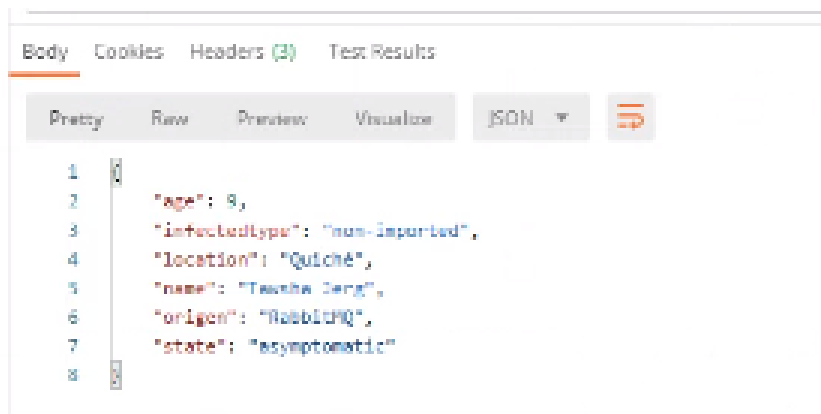 Body Cookies Headers (3) Test Results
Pretty Raw Preview Visualize JSON
1 {
2 "age": 9,
3 "infectedtype": "non-imported",
4 "location": "Quiché",
5 "name":
6 "origen": "RabbitMQ",
7 "state": "asymptomatic"
8 }